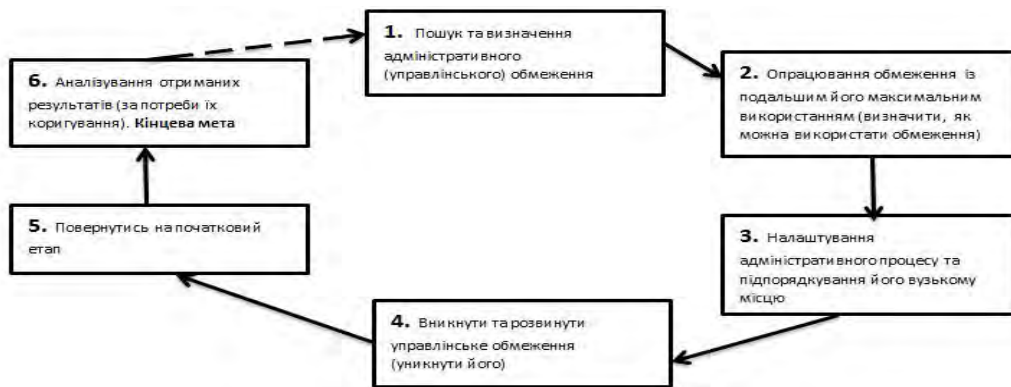 1. Пошук та визначення
адміністративного
(управлінського) обмеження
2. Опрацювання обмеження із
подальшим його максимальним
використанням (визначити, як
можна використати обмеження)
3. Налаштування
адміністративного процесу та
підпорядкування його вузькому
місцю
4. Вникнути та розвинути
управлінське обмеження
(уникнути його)
5. Повернутись на початковий
етап
6. Аналізування отриманих
результатів (за потреби їх
коригування). Кінцева мета